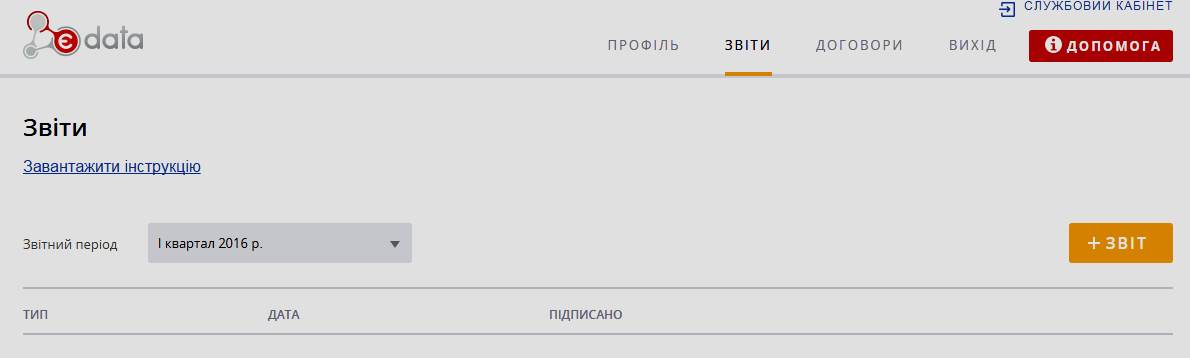 СЛУЖБОВИЙ КАБІНЕТ
є data
ПРОФІЛЬ ЗВІТИ ДОГОВОРИ ВИХІД ДОПОМОГА
Звіти
Завантажити інструкцію
Звітний період І квартал 2016 р. +ЗВІТ
ТИП ДАТА ПІДПИСАНО